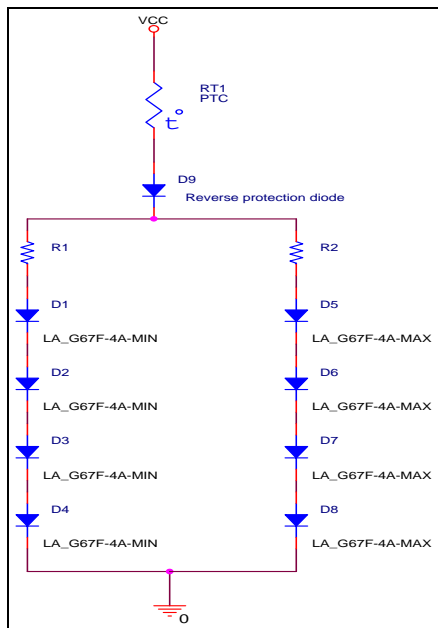 VCC
RT1
PTC
t°
D9
Reverse protection diode
R1
R2
D1
D5
LA_G67F-4A-MIN
LA_G67F-4A-MAX
D2
D6
LA_G67F-4A-MIN
LA_G67F-4A-MAX
D3
D7
LA_G67F-4A-MIN
LA_G67F-4A-MAX
D4
D8
LA_G67F-4A-MIN
LA_G67F-4A-MAX
0